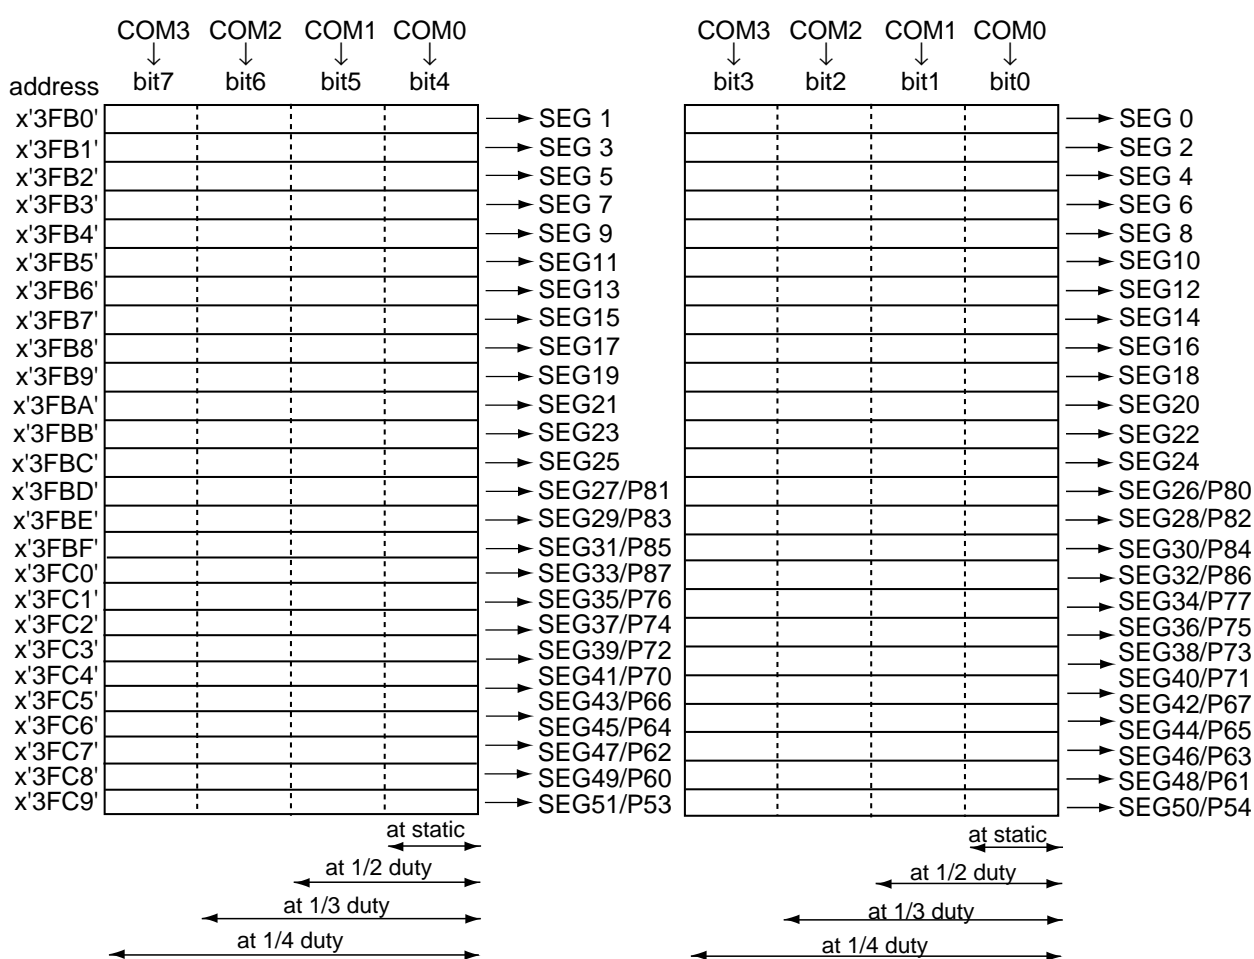 COM3 COM2 COM1 COM0 COM3 COM2 COM1 COM0
address bit7 bit6 bit5 bit4 bit3 bit2 bit1 bit0
x'3FB0' SEG 1 SEG 0
x'3FB1' SEG 3 SEG 2
x'3FB2' SEG 5 SEG 4
x'3FB3' SEG 7 SEG 6
x'3FB4' SEG 9 SEG 8
x'3FB5' SEG11 SEG10
x'3FB6' SEG13 SEG12
x'3FB7' SEG15 SEG14
x'3FB8' SEG17 SEG16
x'3FB9' SEG19 SEG18
x'3FBA' SEG21 SEG20
x'3FBB' SEG23 SEG22
x'3FBC' SEG25 SEG24
x'3FBD' SEG27/P81 SEG26/P80
x'3FBE' SEG29/P83 SEG28/P82
x'3FBF' SEG31/P85 SEG30/P84
x'3FC0' SEG33/P87 SEG32/P86
x'3FC1' SEG35/P76 SEG34/P77
x'3FC2' SEG37/P74 SEG36/P75
x'3FC3' SEG39/P72 SEG38/P73
x'3FC4' SEG41/P70 SEG40/P71
x'3FC5' SEG43/P66 SEG42/P67
x'3FC6' SEG45/P64 SEG44/P65
x'3FC7' SEG47/P62 SEG46/P63
x'3FC8' SEG49/P60 SEG48/P61
x'3FC9' SEG51/P53 SEG50/P54
at static at static
at 1/2 duty at 1/2 duty
at 1/3 duty at 1/3 duty
at 1/4 duty at 1/4 duty